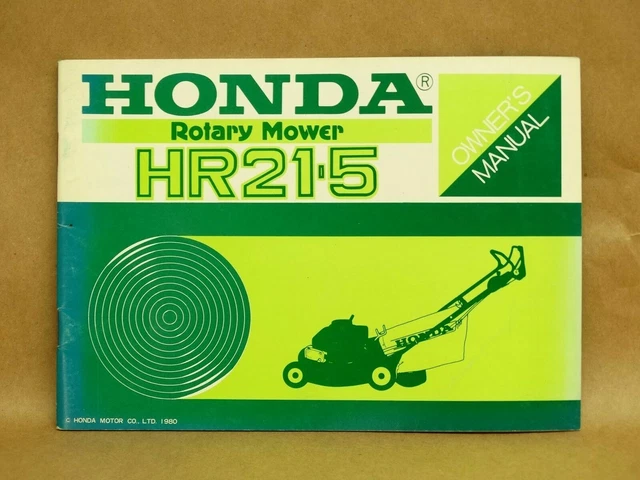 HONDA®
Rotary Mower
HR21·5
OWNER'S
MANUAL
HONDA
© HONDA MOTOR CO., LTD. 1980